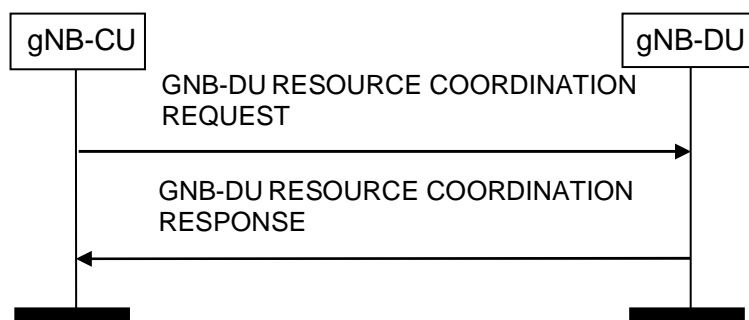 gNB-CU
gNB-DU
GNB-DU RESOURCE COORDINATION
REQUEST
GNB-DU RESOURCE COORDINATION
RESPONSE